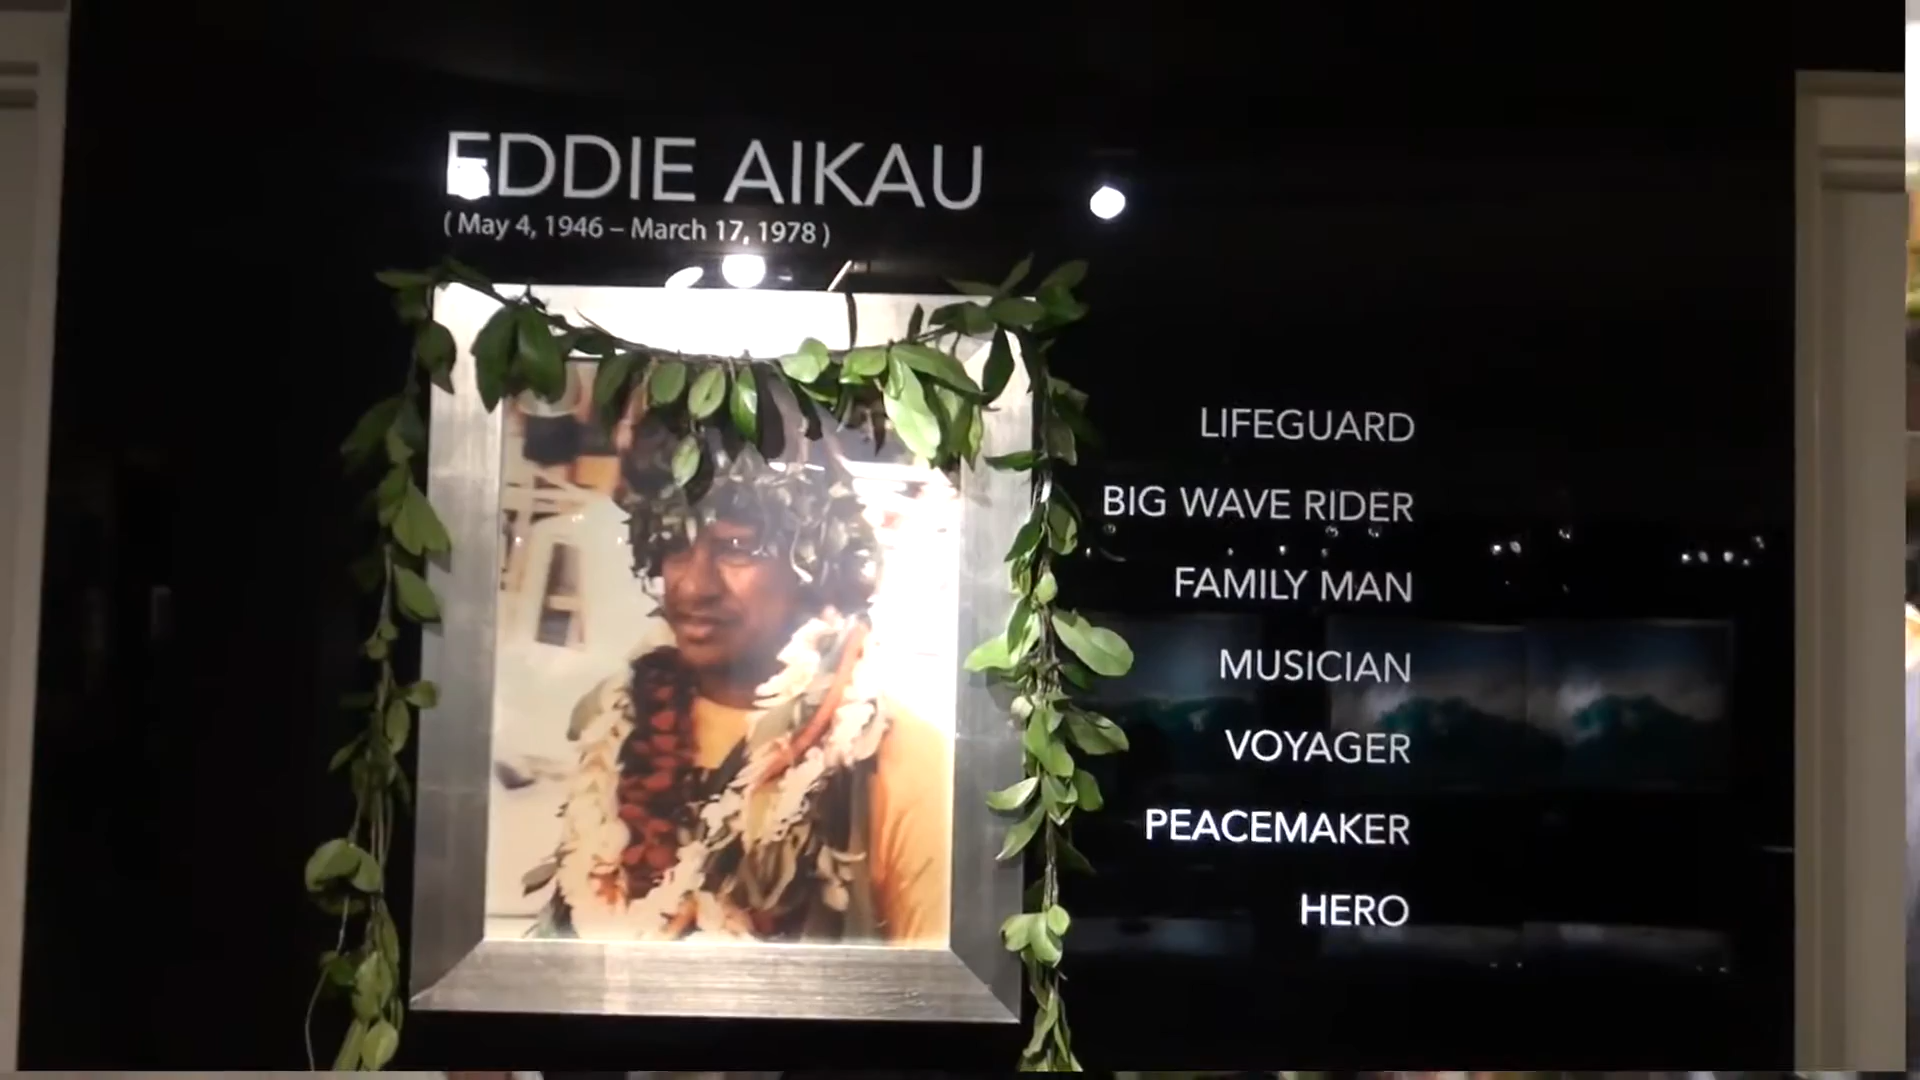 EDDIE AIKAU
( May 4, 1946 – March 17, 1978 )
LIFEGUARD
BIG WAVE RIDER
FAMILY MAN
MUSICIAN
VOYAGER
PEACEMAKER
HERO